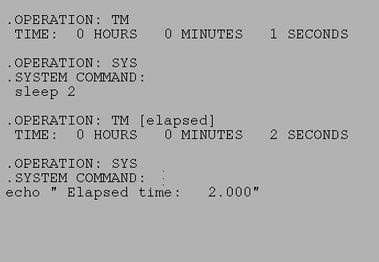 .OPERATION: TM
TIME:  0 HOURS   0 MINUTES   1 SECONDS
.OPERATION: SYS
.SYSTEM COMMAND:
sleep 2
.OPERATION: TM [elapsed]
TIME:  0 HOURS   0 MINUTES   2 SECONDS
.OPERATION: SYS
.SYSTEM COMMAND:
echo " Elapsed time:   2.000"